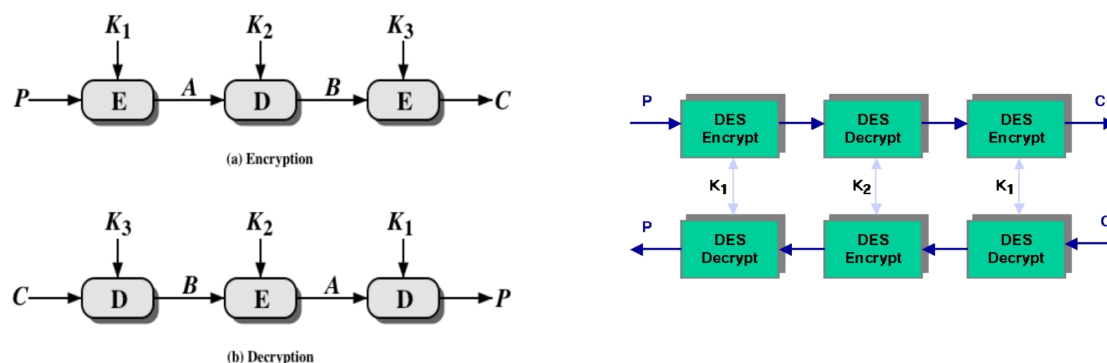 K1 K2 K3
P E A D B E C
(a) Encryption
K3 K2 K1
C D B E A D P
(b) Decryption
P DES Encrypt DES Decrypt DES Encrypt C
K1 K2 K1
P DES Decrypt DES Encrypt DES Decrypt C